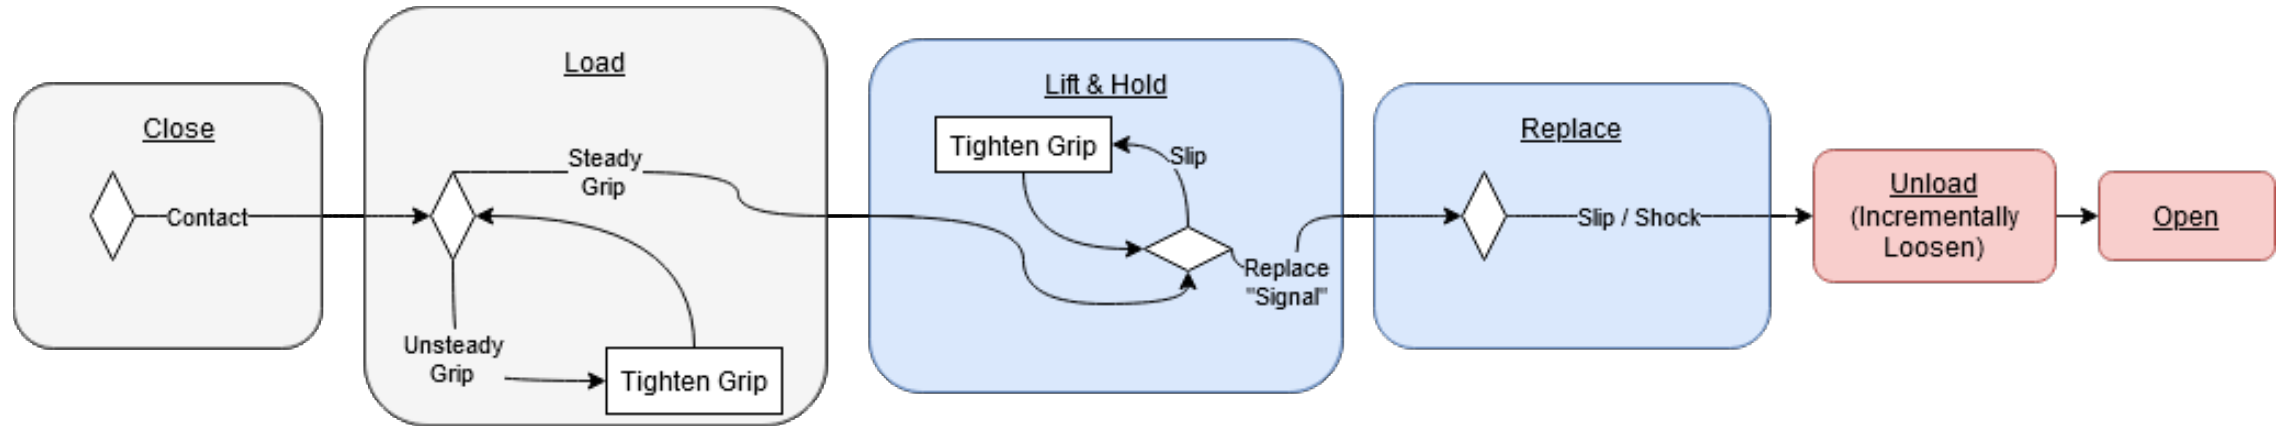 Close
Contact
Load
Steady
Grip
Unsteady
Grip
Tighten Grip
Lift & Hold
Tighten Grip
Slip
Replace
"Signal"
Replace
Slip / Shock
Unload
(Incrementally
Loosen)
Open